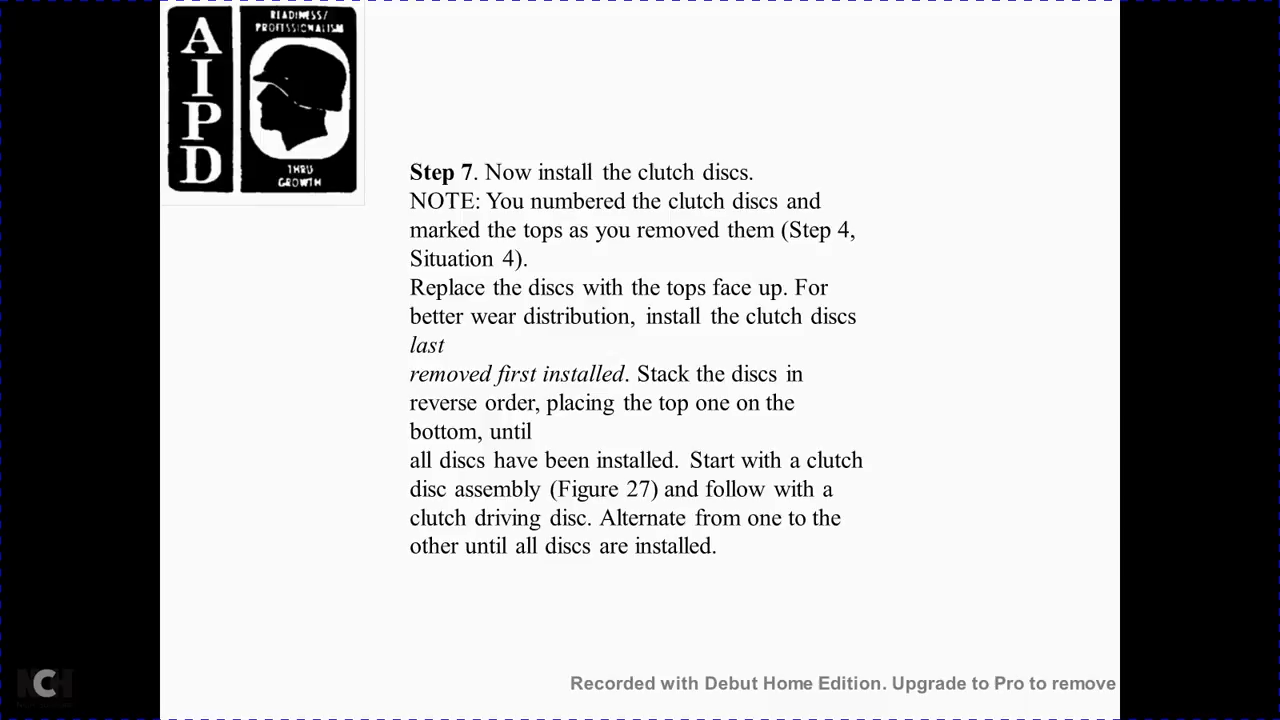 AIPD
READINESS/
PROFESSIONALISM
THRU
GROWTH
Step 7. Now install the clutch discs.
NOTE: You numbered the clutch discs and
marked the tops as you removed them (Step 4,
Situation 4).
Replace the discs with the tops face up. For
better wear distribution, install the clutch discs
last
removed first installed. Stack the discs in
reverse order, placing the top one on the
bottom, until
all discs have been installed. Start with a clutch
disc assembly (Figure 27) and follow with a
clutch driving disc. Alternate from one to the
other until all discs are installed.
NCH
Recorded with Debut Home Edition. Upgrade to Pro to remove